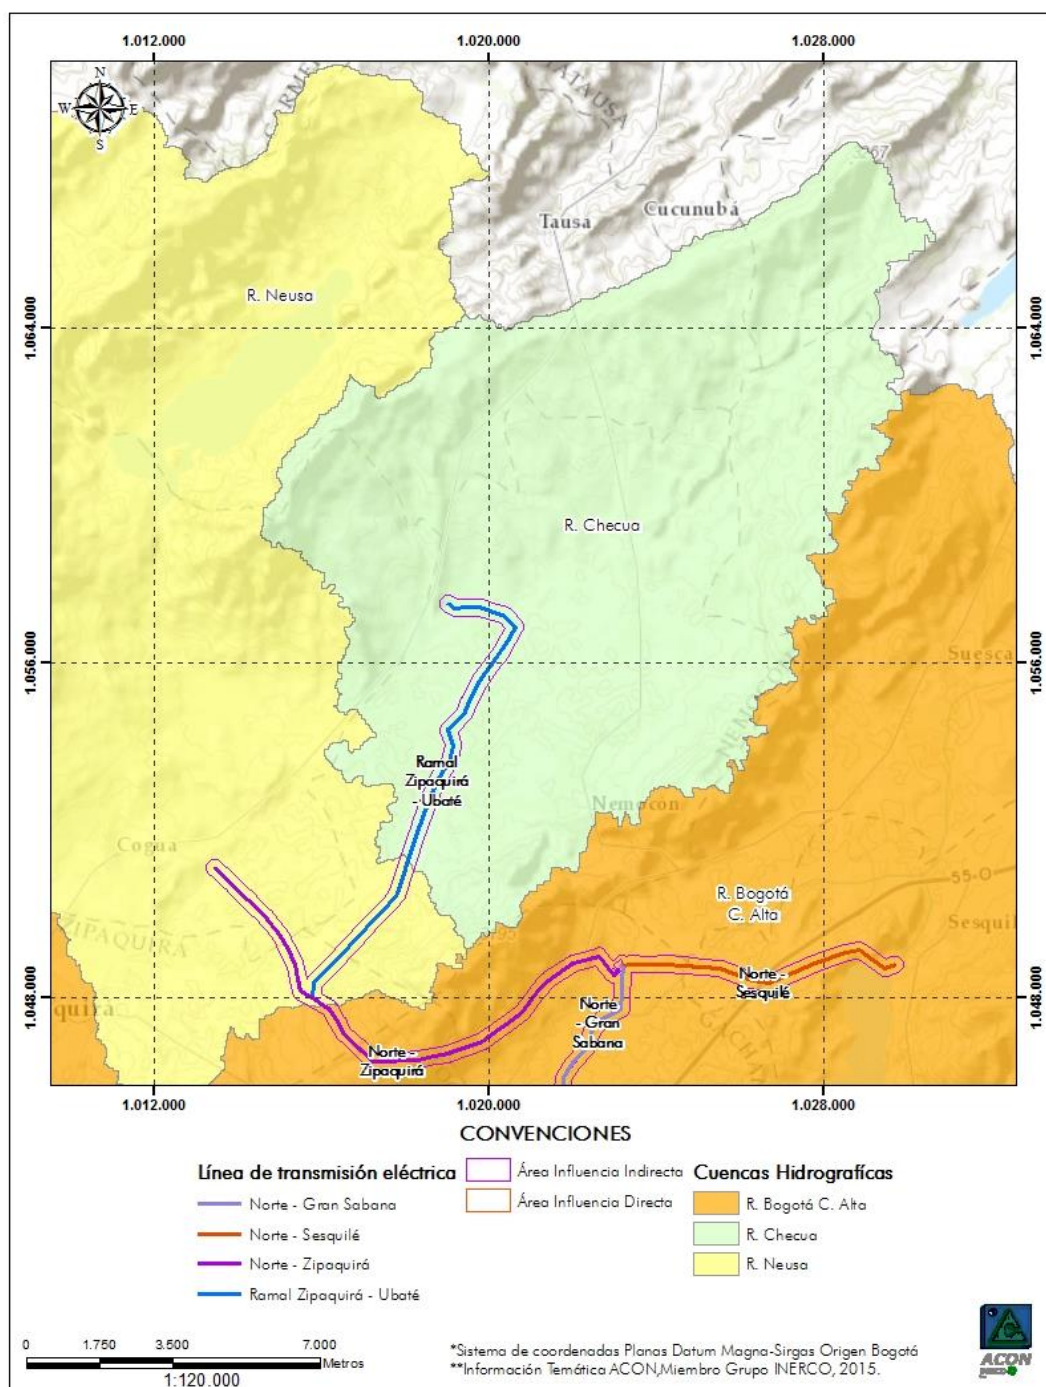 1.012.000 1.020.000 1.028.000
N
W E
S
TAUSA
3267
Tausa
Cucunubá
R. Neusa
1.064.000 1.064.000
R. Checua
1.056.000 1.056.000
Suesca
Ramal
Zipaquirá
- Ubaté
Nemocón
Cogua
R. Bogotá
C. Alta
55-O
Sesquil
ZIPAQUIRA
1.048.000 1.048.000
quira
Norte -
Sesquilé
Norte
- Gran
Sabana
Norte -
Zipaquirá
1.012.000 1.020.000 1.028.000
CONVENCIONES
Línea de transmisión eléctrica
Norte - Gran Sabana
Norte - Sesquilé
Norte - Zipaquirá
Ramal Zipaquirá - Ubaté
Área Influencia Indirecta
Área Influencia Directa
Cuencas Hidrografícas
R. Bogotá C. Alta
R. Checua
R. Neusa
0 1.750 3.500 7.000
Metros
1:120.000
*Sistema de coordenadas Planas Datum Magna-Sirgas Origen Bogotá
**Información Temática ACON,Miembro Grupo INERCO, 2015.
ACON